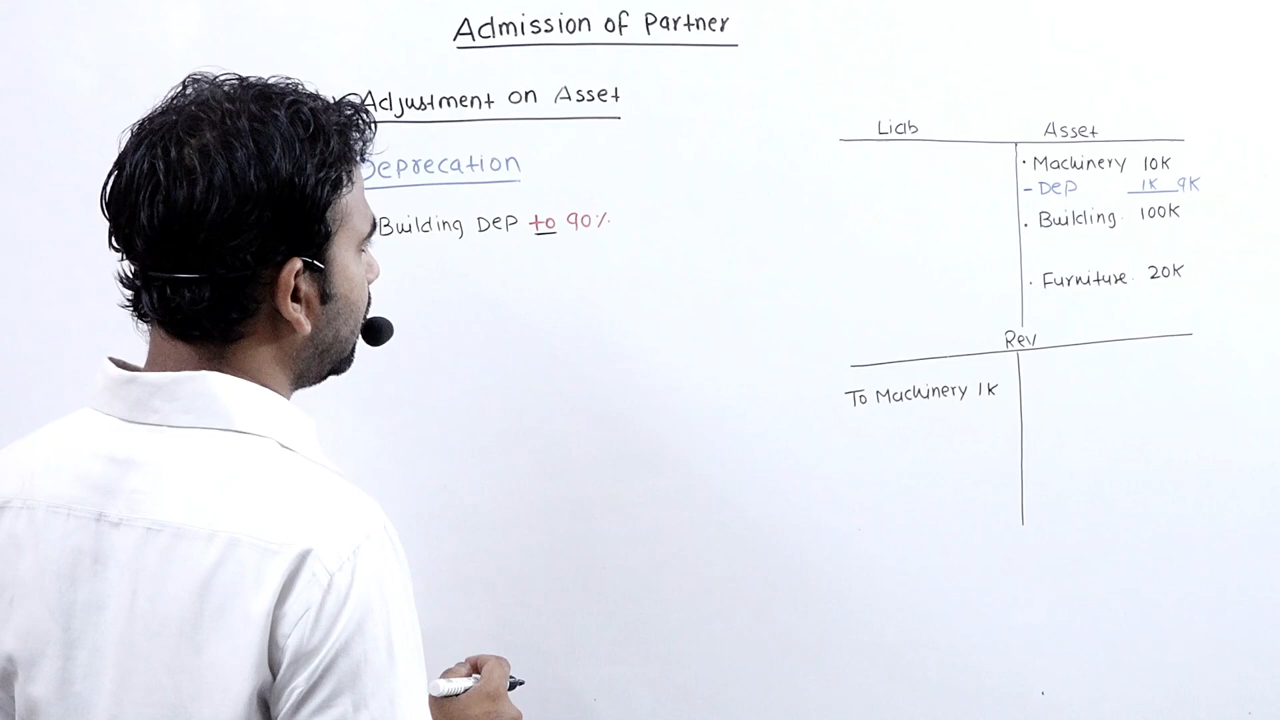 Admission of Partner
Adjustment on Asset
Deprecation
Building Dep to 90%.
Liab Asset
· Machinery 10K
- Dep 1K 9K
· Building. 100K
· Furniture. 20K
Rev
To Machinery 1K